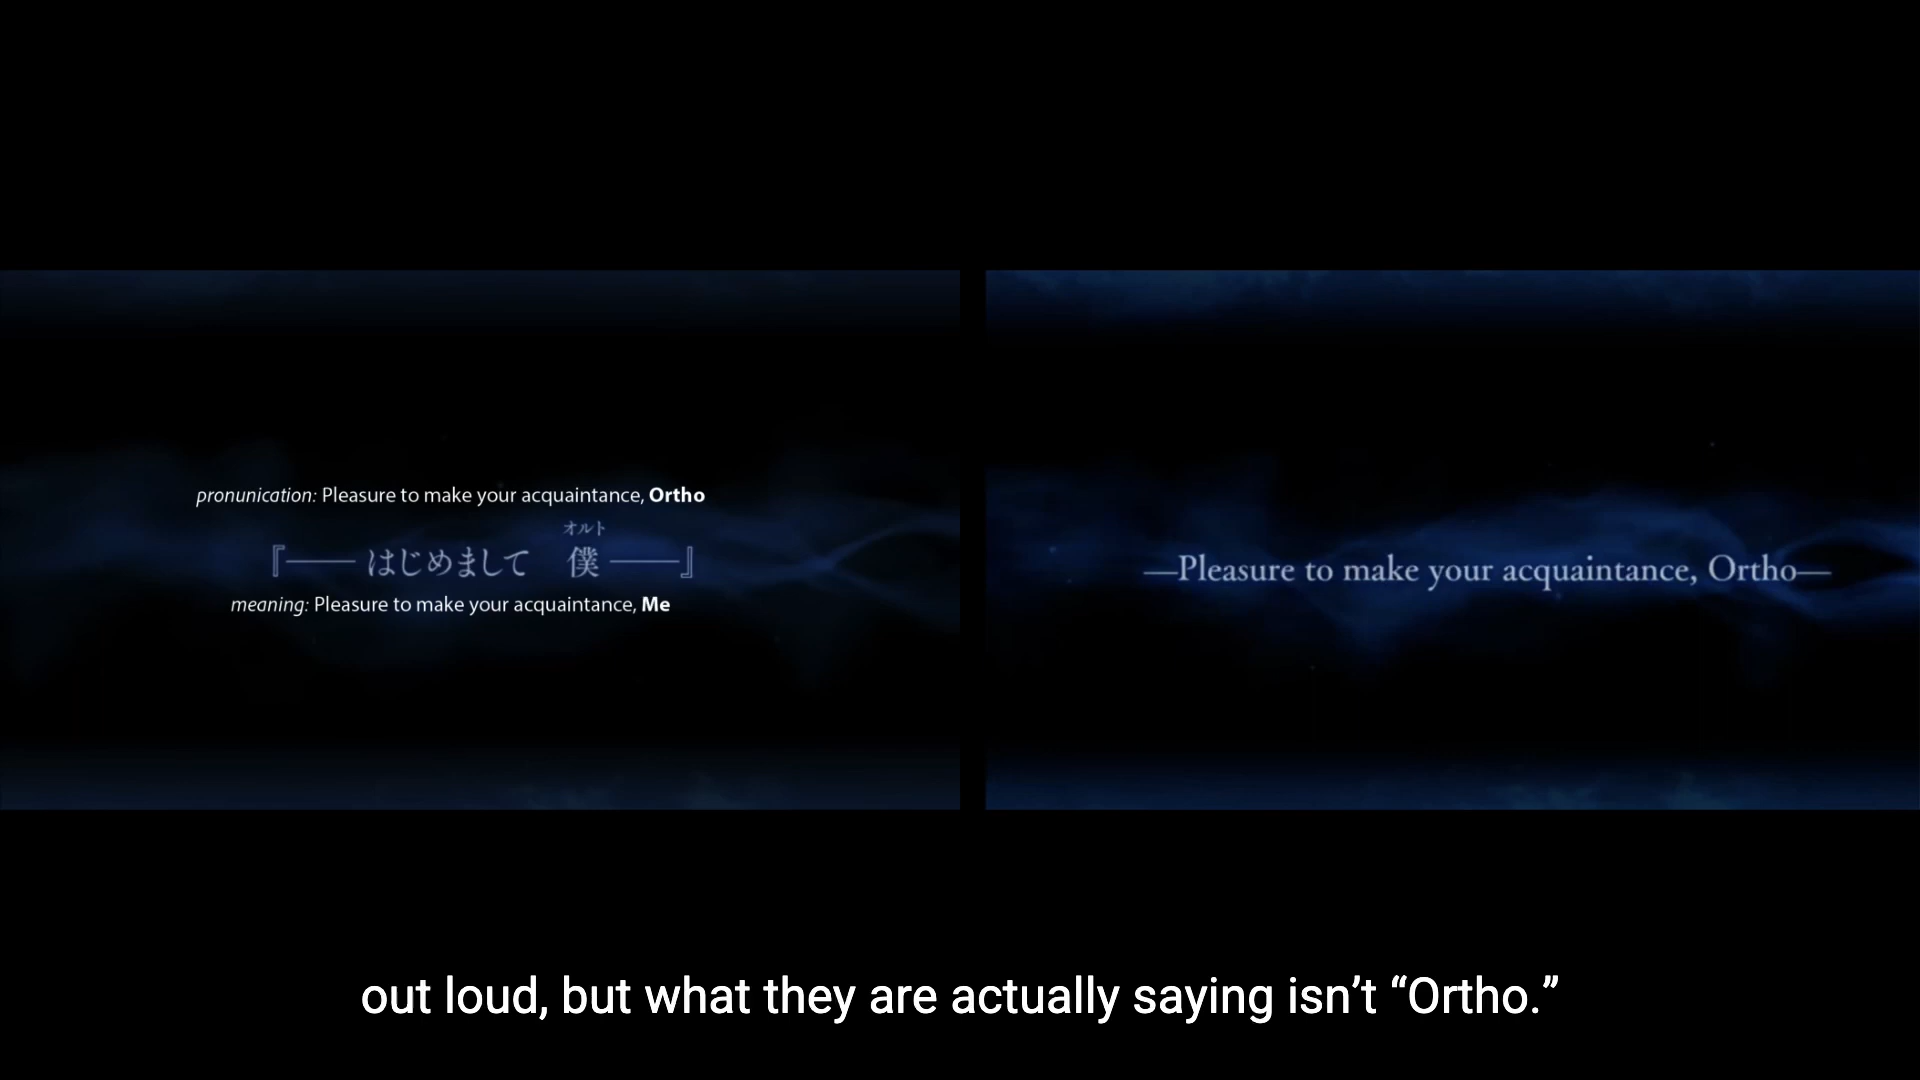 pronunication: Pleasure to make your acquaintance, Ortho
オルト
『―― はじめまして　僕 ――』
meaning: Pleasure to make your acquaintance, Me
—Pleasure to make your acquaintance, Ortho—
out loud, but what they are actually saying isn’t “Ortho.”